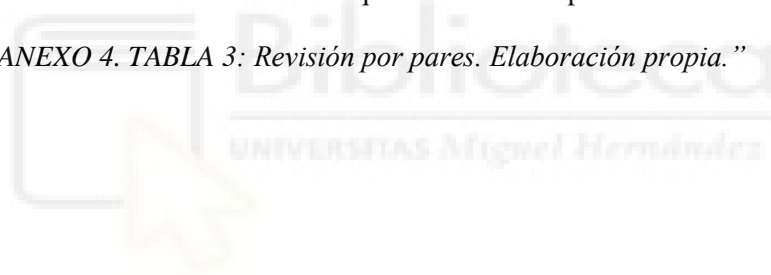 ANEXO 4. TABLA 3: Revisión por pares. Elaboración propia.”
Biblioteca
UNIVERSITAS Miguel Hernández